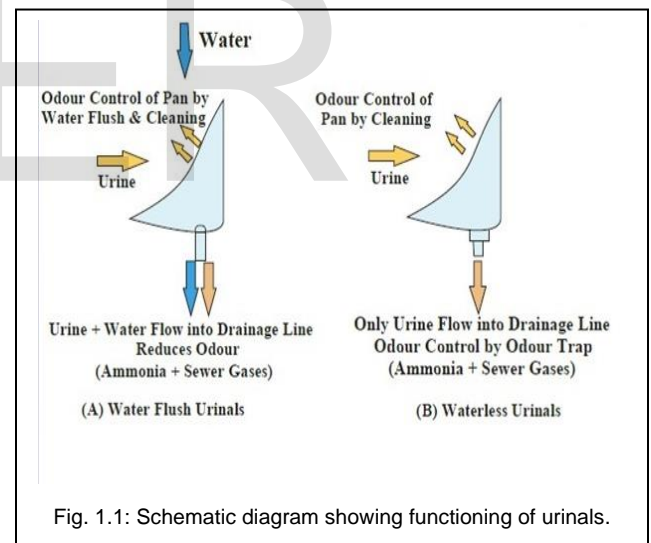 Water
Odour Control of Pan by
Water Flush & Cleaning
Urine
Urine + Water Flow into Drainage Line
Reduces Odour
(Ammonia + Sewer Gases)
(A) Water Flush Urinals
Odour Control of
Pan by Cleaning
Urine
Only Urine Flow into Drainage Line
Odour Control by Odour Trap
(Ammonia + Sewer Gases)
(B) Waterless Urinals
Fig. 1.1: Schematic diagram showing functioning of urinals.
ER